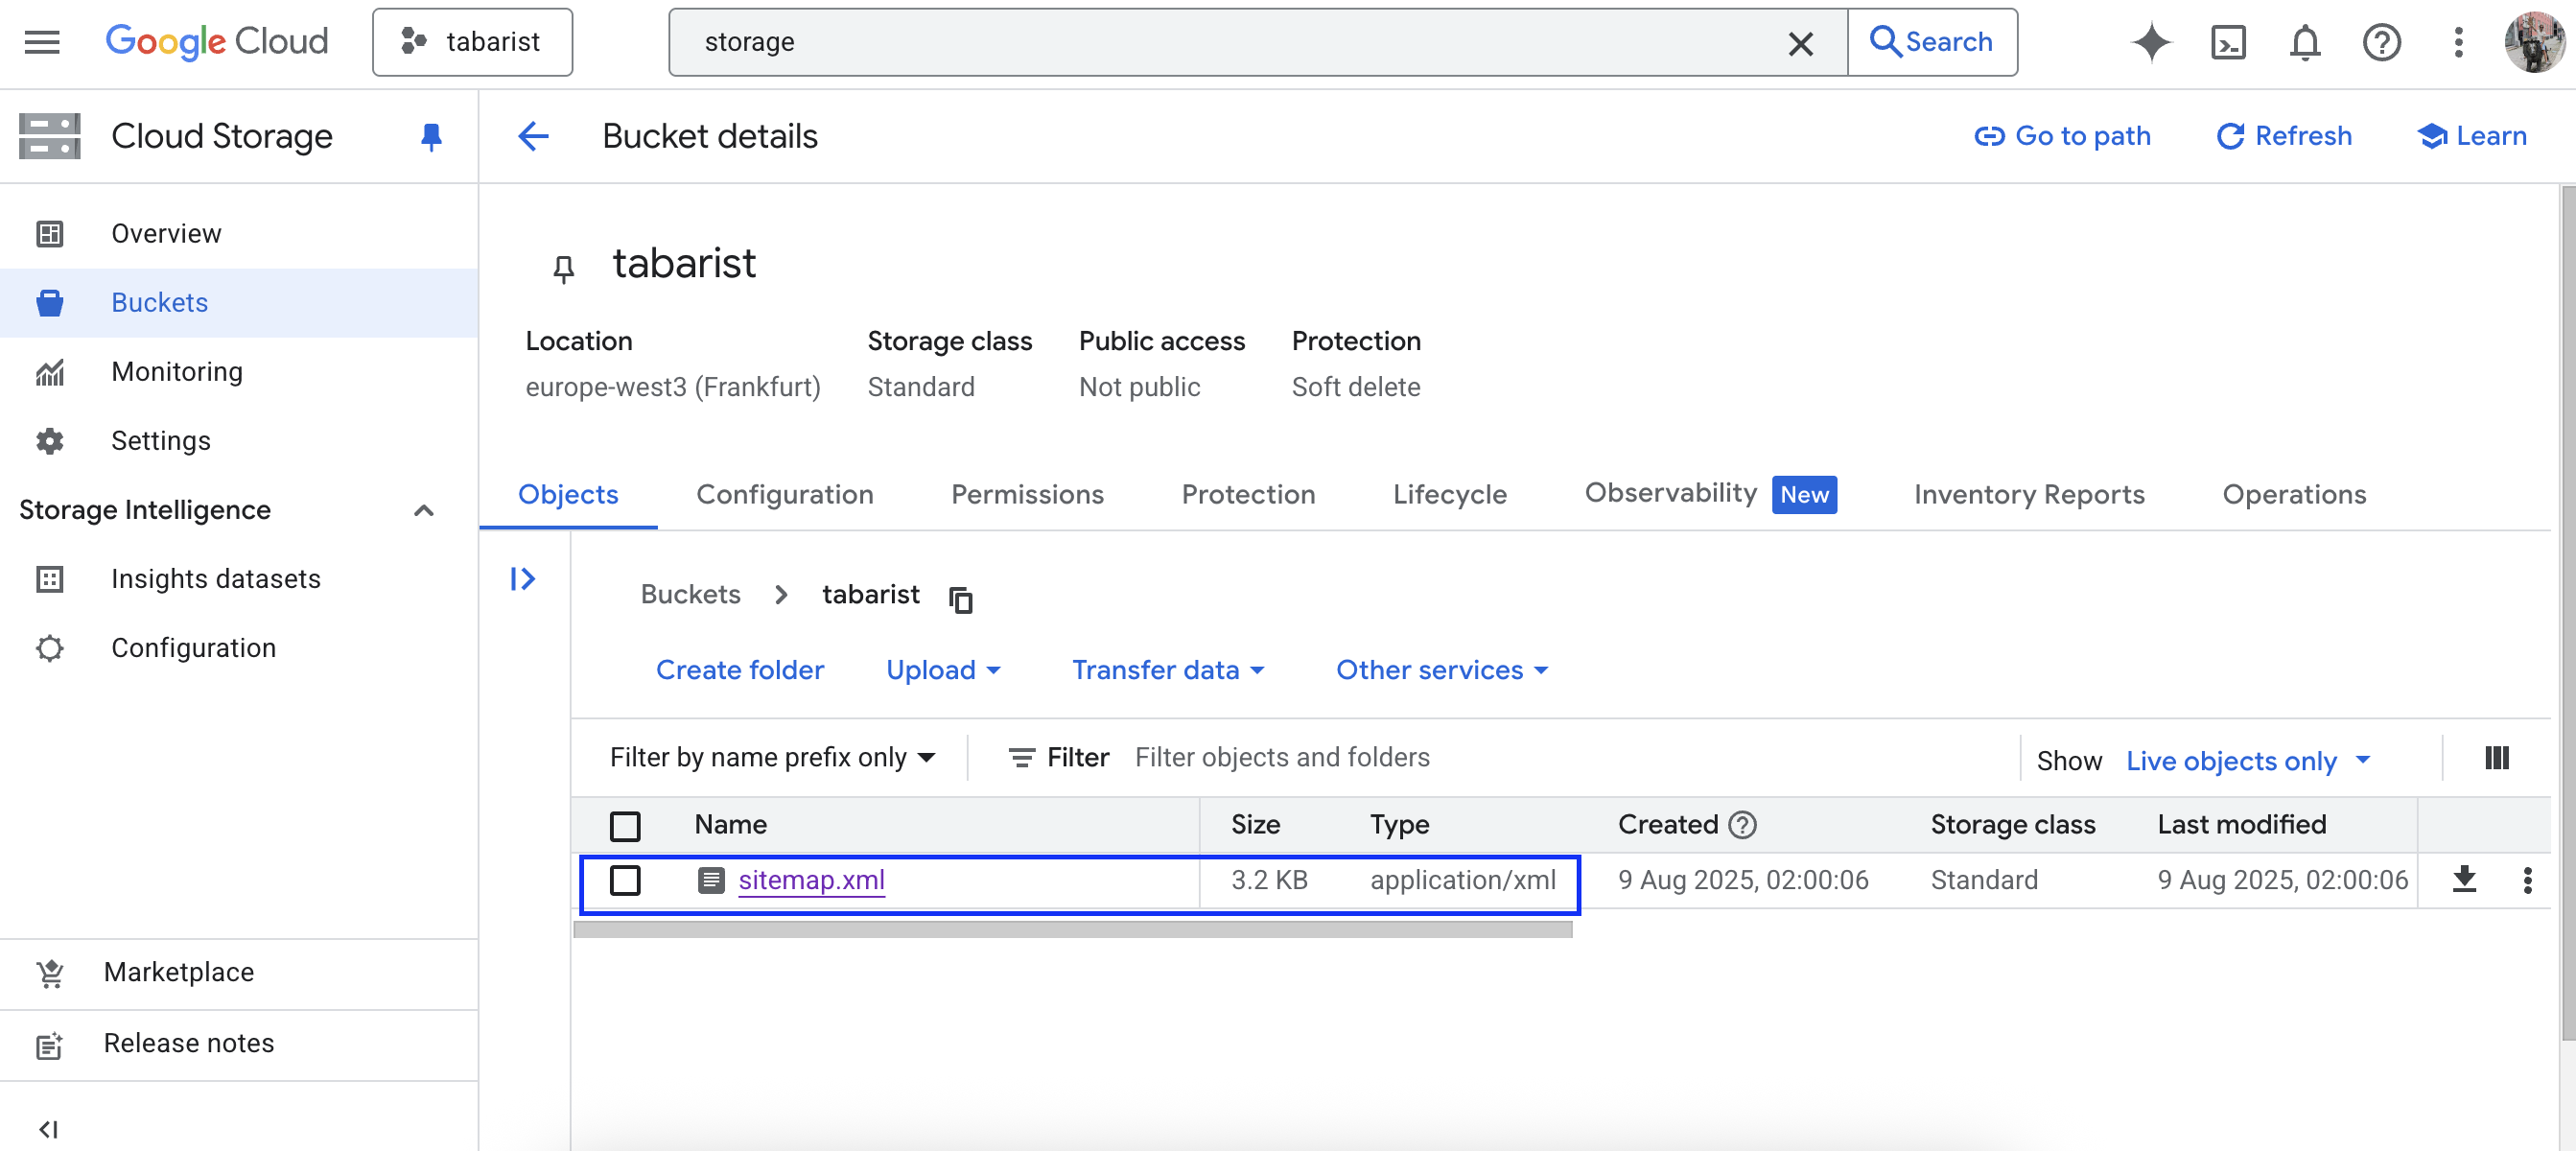 Google Cloud
tabarist
storage
Search
Cloud Storage
Bucket details
Go to path
Refresh
Learn
Overview
Buckets
Monitoring
Settings
Storage Intelligence
Insights datasets
Configuration
Marketplace
Release notes
tabarist
Location Storage class Public access Protection
europe-west3 (Frankfurt) Standard Not public Soft delete
Objects Configuration Permissions Protection Lifecycle Observability New Inventory Reports Operations
Buckets tabarist
Create folder Upload Transfer data Other services
Filter by name prefix only Filter Filter objects and folders Show Live objects only
Name Size Type Created Storage class Last modified
sitemap.xml 3.2 KB application/xml 9 Aug 2025, 02:00:06 Standard 9 Aug 2025, 02:00:06